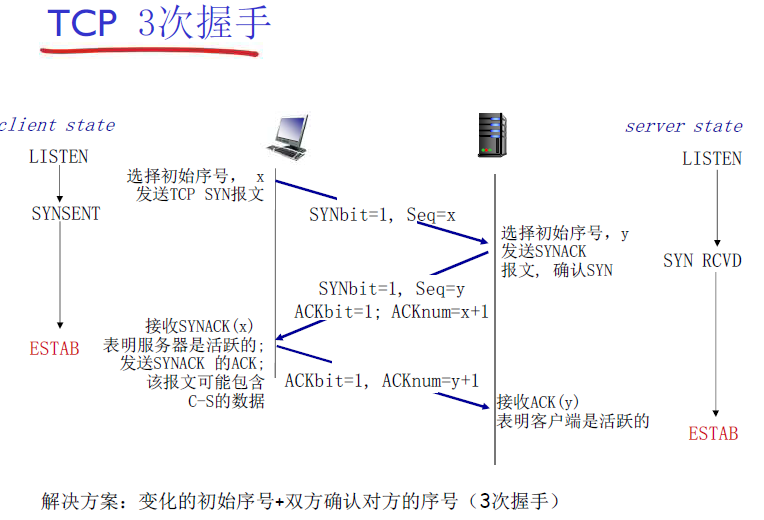 TCP 3次握手
client state
server state
LISTEN
LISTEN
选择初始序号， x
发送TCP SYN报文
SYNSENT
SYNbit=1, Seq=x
选择初始序号，y
发送SYNACK
报文, 确认SYN
SYN RCVD
SYNbit=1, Seq=y
ACKbit=1; ACKnum=x+1
接收SYNACK(x)
表明服务器是活跃的;
发送SYNACK 的ACK;
该报文可能包含
C-S的数据
ESTAB
ACKbit=1, ACKnum=y+1
接收ACK(y)
表明客户端是活跃的
ESTAB
解决方案：变化的初始序号+双方确认对方的序号（3次握手）